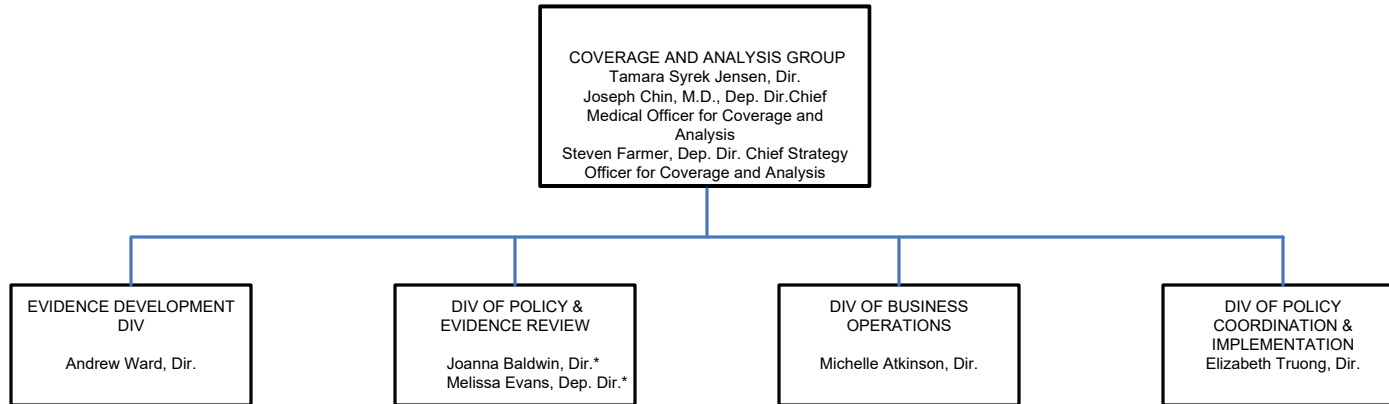 COVERAGE AND ANALYSIS GROUP
Tamara Syrek Jensen, Dir.
Joseph Chin, M.D., Dep. Dir.Chief
Medical Officer for Coverage and
Analysis
Steven Farmer, Dep. Dir. Chief Strategy
Officer for Coverage and Analysis
EVIDENCE DEVELOPMENT
DIV
Andrew Ward, Dir.
DIV OF POLICY &
EVIDENCE REVIEW
Joanna Baldwin, Dir.*
Melissa Evans, Dep. Dir.*
DIV OF BUSINESS
OPERATIONS
Michelle Atkinson, Dir.
DIV OF POLICY
COORDINATION &
IMPLEMENTATION
Elizabeth Truong, Dir.